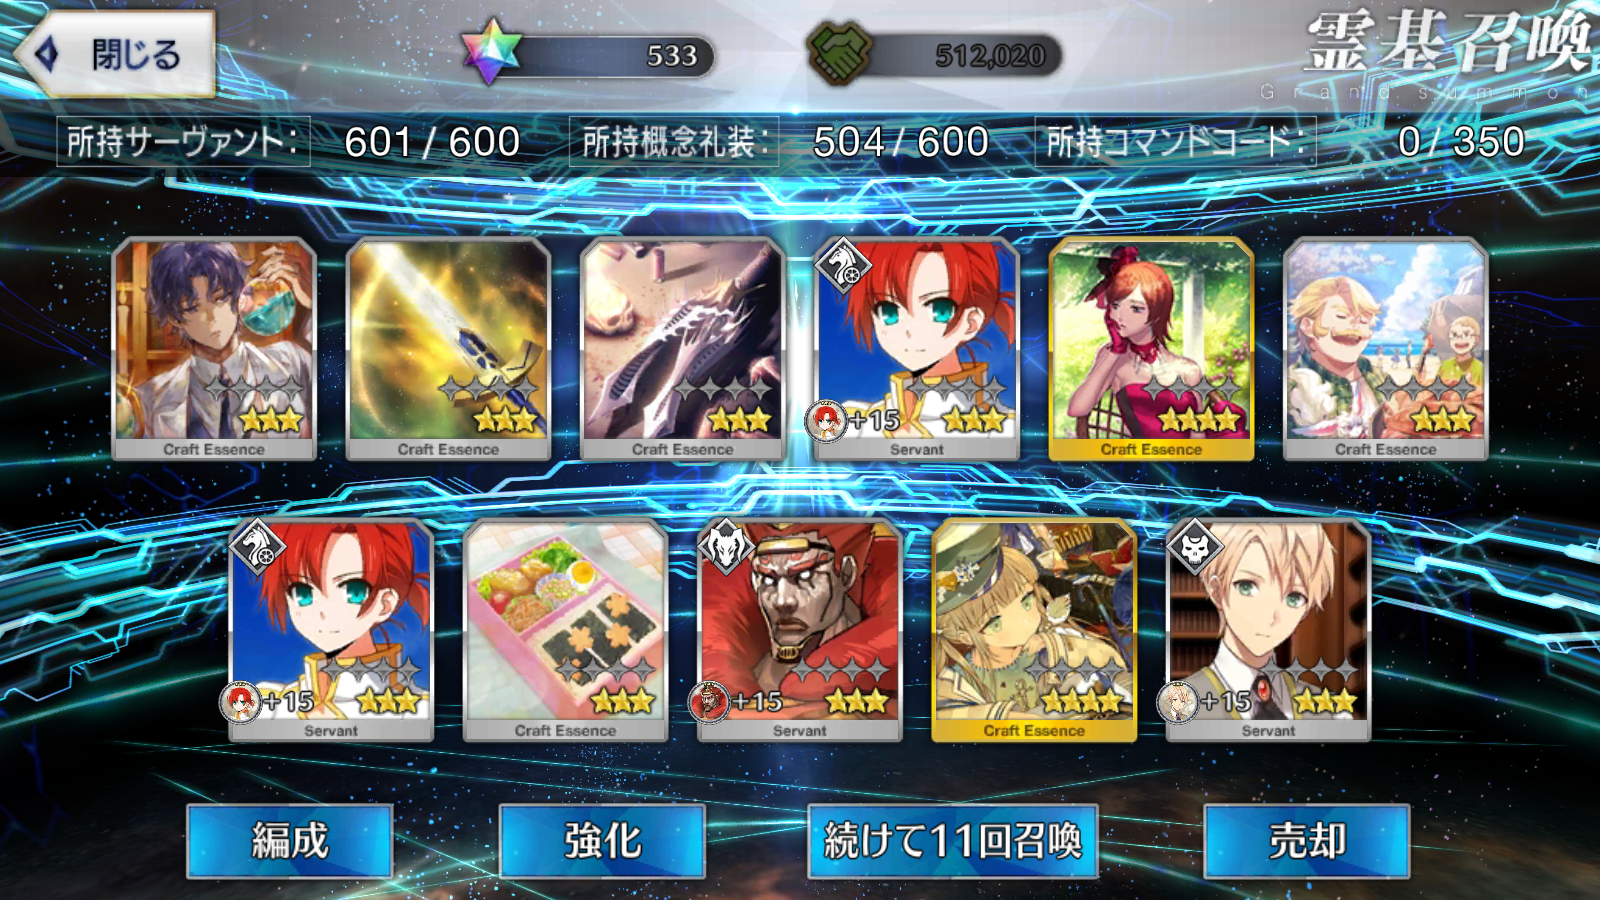 閉じる
533
512,020
霊基召喚
Grand summon
所持サーヴァント:
601 / 600
所持概念礼装:
504 / 600
所持コマンドコード:
0 / 350
Craft Essence
Craft Essence
Craft Essence
+15
Servant
Craft Essence
Craft Essence
+15
Servant
Craft Essence
+15
Servant
Craft Essence
+15
Servant
編成
強化
続けて11回召喚
売却